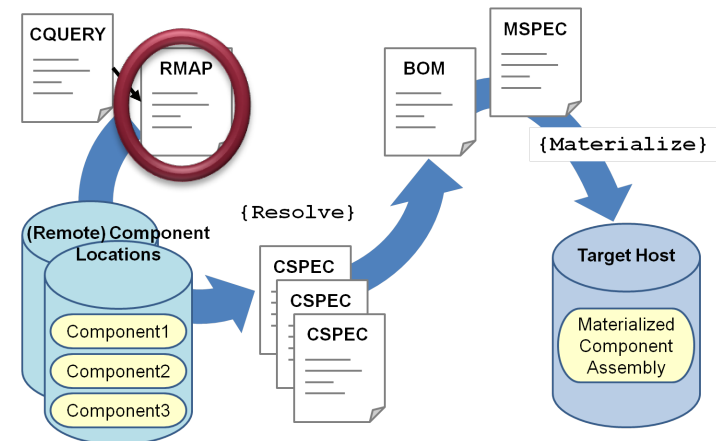 CQUERY
RMAP
BOM
MSPEC
{Materialize}
{Resolve}
(Remote) Component
Locations
Component1
Component2
Component3
CSPEC
CSPEC
CSPEC
Target Host
Materialized
Component
Assembly